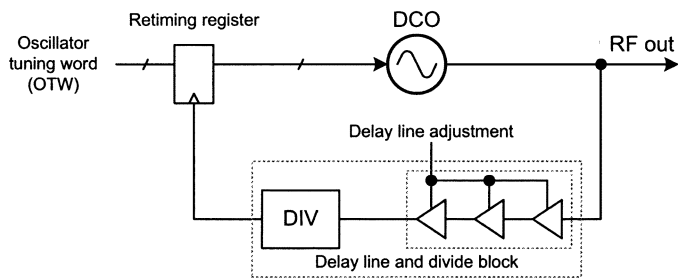 Retiming register
DCO
Oscillator
tuning word
(OTW)
RF out
Delay line adjustment
DIV
Delay line and divide block